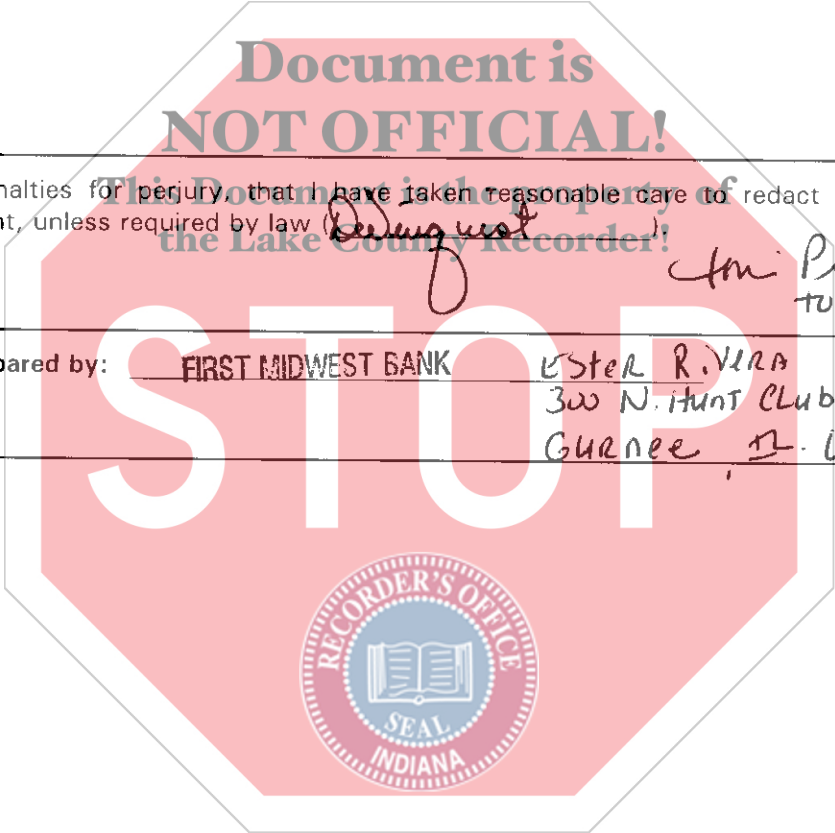 Document is
NOT OFFICIAL!
This Document is the property of
the Lake County Recorder!
nalties for perjury, that I have taken reasonable care to redact
nt, unless required by law ( ).
pared by: FIRST MIDWEST BANK ESteR R. VERA
300 N. Hunt Club
GURnee IL.
STOP
RECORDER'S OFFICE
SEAL
INDIANA